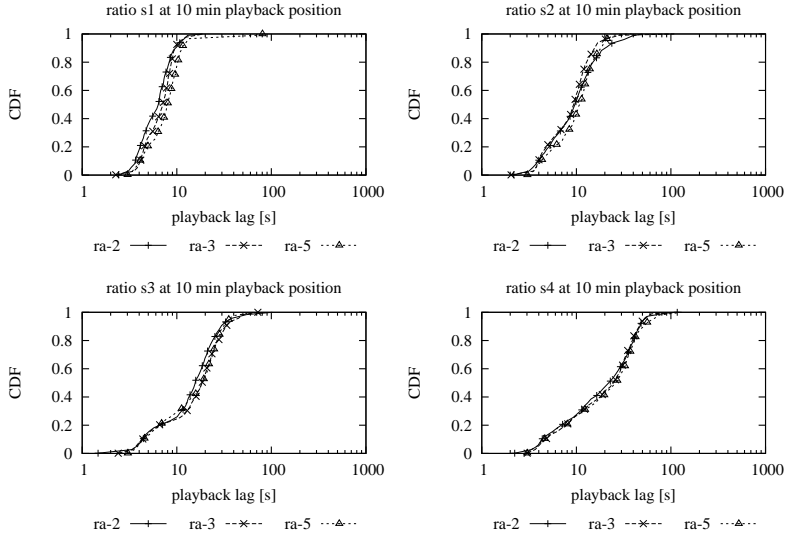 ratio s1 at 10 min playback position
1
0.8
0.6
0.4
0.2
0
CDF
1 10 100 1000
playback lag [s]
ra-2 ra-3 ra-5
ratio s2 at 10 min playback position
1
0.8
0.6
0.4
0.2
0
CDF
1 10 100 1000
playback lag [s]
ra-2 ra-3 ra-5
ratio s3 at 10 min playback position
1
0.8
0.6
0.4
0.2
0
CDF
1 10 100 1000
playback lag [s]
ra-2 ra-3 ra-5
ratio s4 at 10 min playback position
1
0.8
0.6
0.4
0.2
0
CDF
1 10 100 1000
playback lag [s]
ra-2 ra-3 ra-5